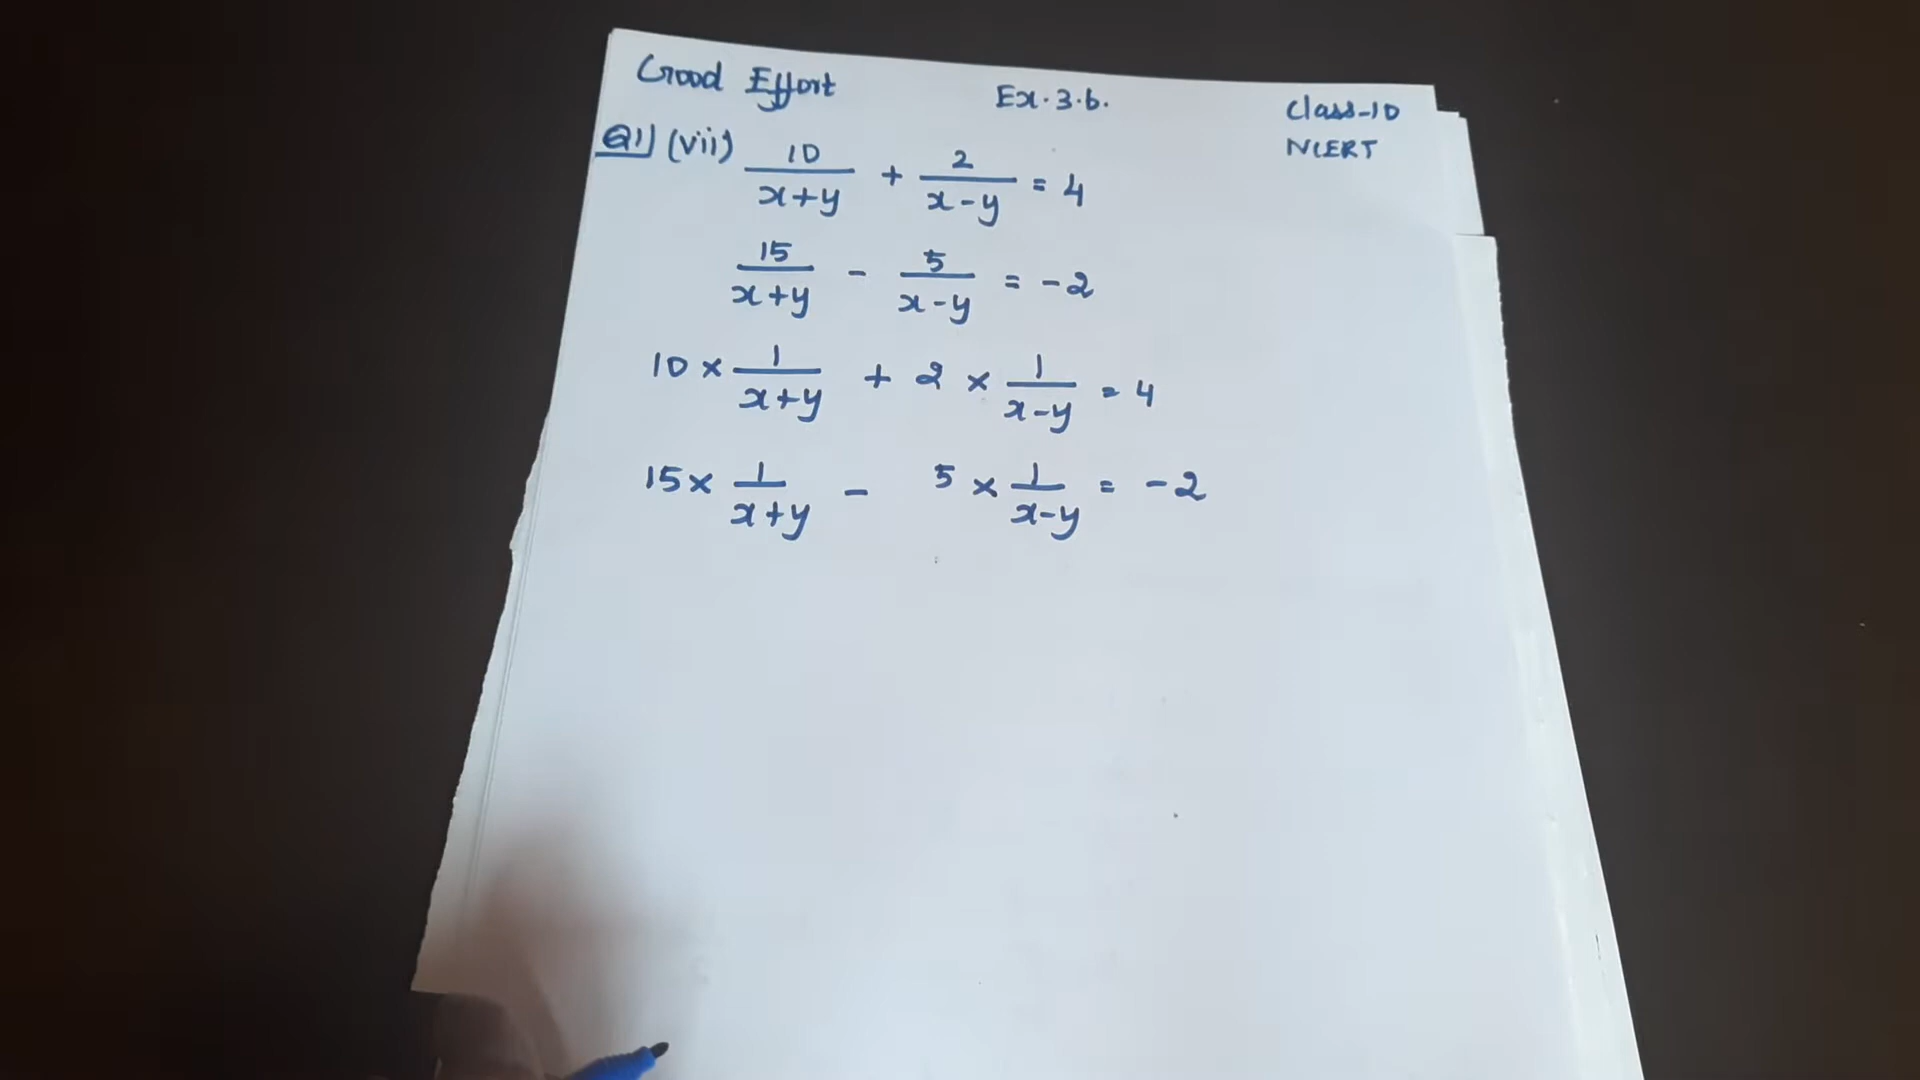 Good Effort Ex.3.6. Class-10
NCERT
Q1) (vii) 10/(x+y) + 2/(x-y) = 4
15/(x+y) - 5/(x-y) = -2
10 × 1/(x+y) + 2 × 1/(x-y) = 4
15 × 1/(x+y) - 5 × 1/(x-y) = -2